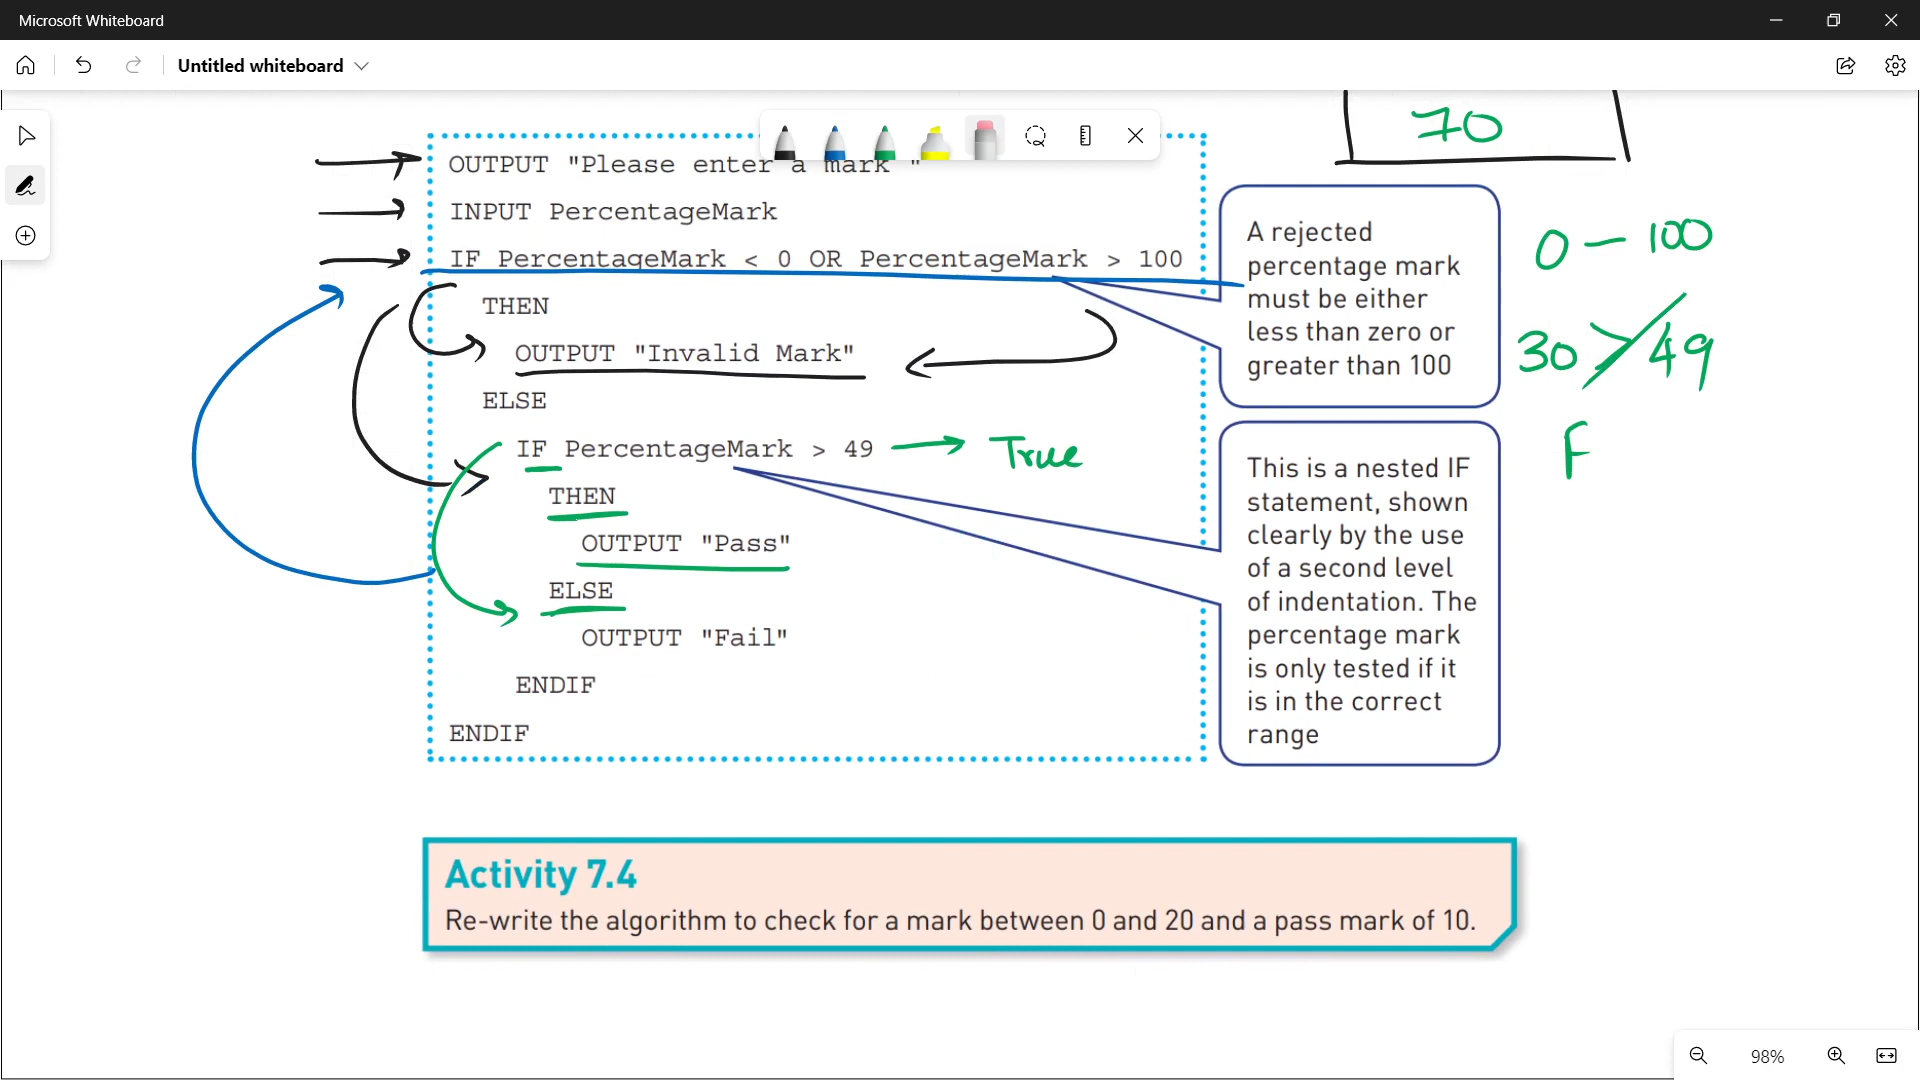 Microsoft Whiteboard
Untitled whiteboard
70
OUTPUT "Please enter a mark "
INPUT PercentageMark
IF PercentageMark < 0 OR PercentageMark > 100
THEN
OUTPUT "Invalid Mark"
ELSE
IF PercentageMark > 49 → True
THEN
OUTPUT "Pass"
ELSE
OUTPUT "Fail"
ENDIF
ENDIF
A rejected
percentage mark
must be either
less than zero or
greater than 100
This is a nested IF
statement, shown
clearly by the use
of a second level
of indentation. The
percentage mark
is only tested if it
is in the correct
range
0 — 100
30 > 49
F
Activity 7.4
Re-write the algorithm to check for a mark between 0 and 20 and a pass mark of 10.
98%